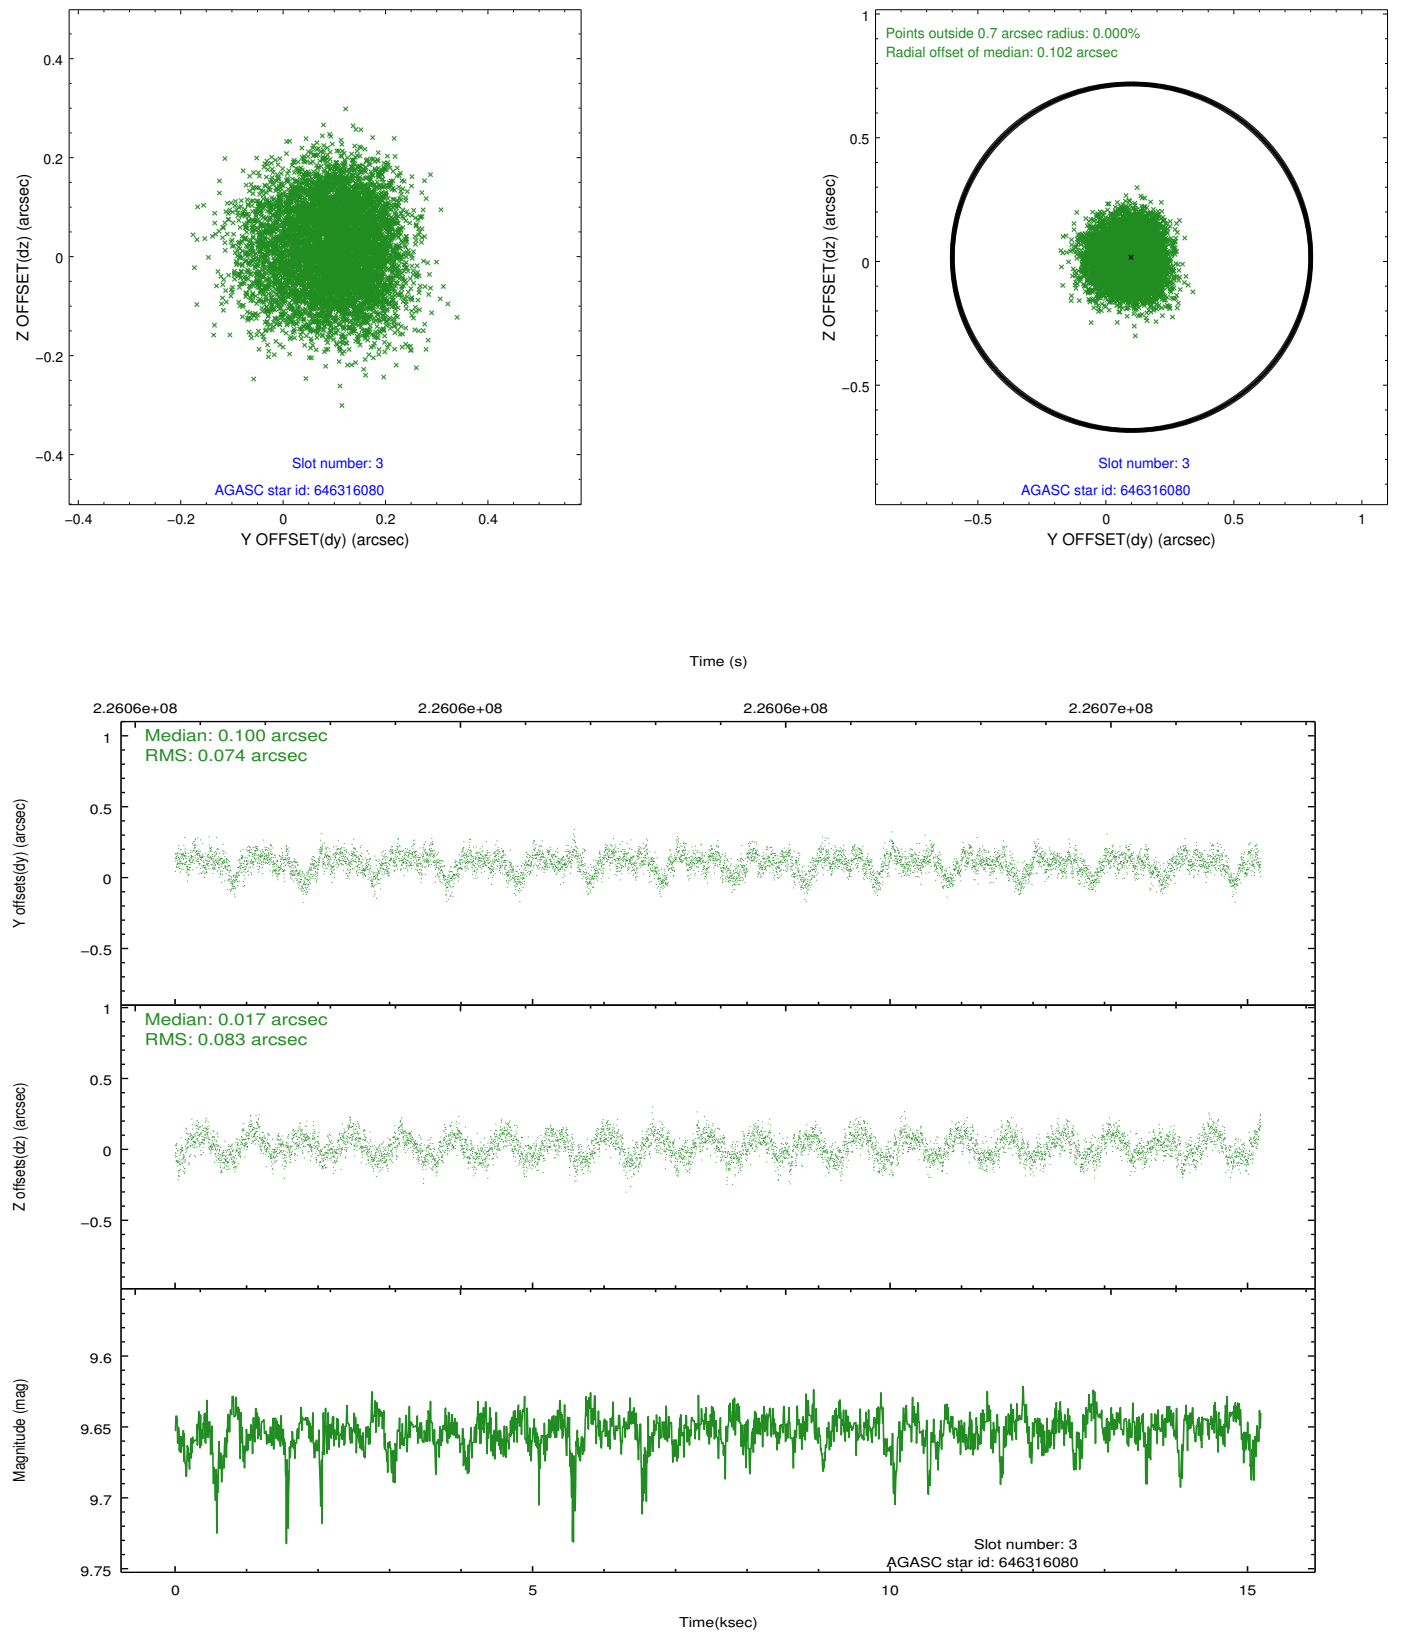 0.4
0.2
0
−0.2
−0.4
Z OFFSET(dz) (arcsec)
Slot number: 3
AGASC star id: 646316080
−0.4 −0.2 0 0.2 0.4
Y OFFSET(dy) (arcsec)
1
0.5
0
−0.5
Z OFFSET(dz) (arcsec)
Points outside 0.7 arcsec radius: 0.000%
Radial offset of median: 0.102 arcsec
Slot number: 3
AGASC star id: 646316080
−0.5 0 0.5 1
Y OFFSET(dy) (arcsec)
Time (s)
2.2606e+08 2.2606e+08 2.2606e+08 2.2607e+08
1
0.5
0
−0.5
Y offsets(dy) (arcsec)
Median: 0.100 arcsec
RMS: 0.074 arcsec
1
0.5
0
−0.5
Z offsets(dz) (arcsec)
Median: 0.017 arcsec
RMS: 0.083 arcsec
9.6
9.65
9.7
9.75
Magnitude (mag)
Slot number: 3
AGASC star id: 646316080
0 5 10 15
Time(ksec)